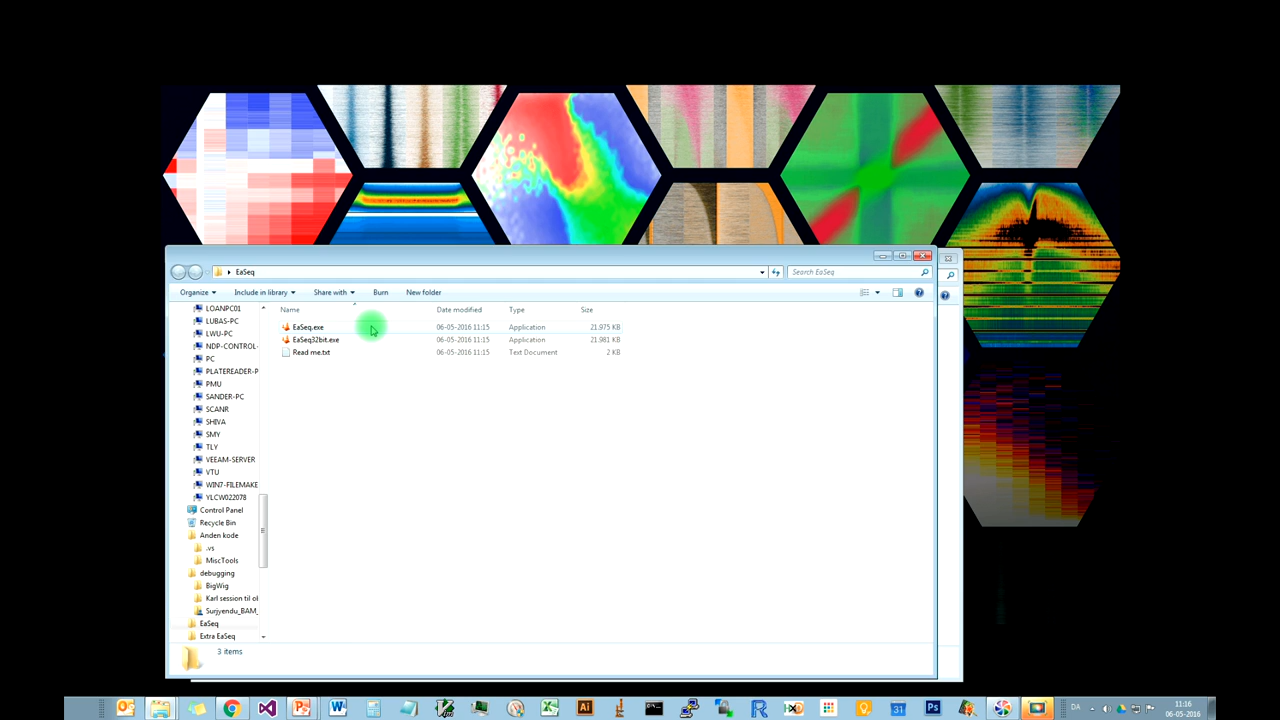 EaSeq
Search EaSeq
Organize
Include in library
Share with
Burn
New folder
Name
Date modified
Type
Size
EaSeq.exe
06-05-2016 11:15
Application
21.975 KB
EaSeq32bit.exe
06-05-2016 11:15
Application
21.981 KB
Read me.txt
06-05-2016 11:15
Text Document
2 KB
LOANPC01
LUBAS-PC
LWU-PC
NDP-CONTROL-
PC
PLATEREADER-P
PMU
SANDER-PC
SCANR
SHIVA
SMY
TLY
VEEAM-SERVER
VTU
WIN7-FILEMAKE
YLCW022078
Control Panel
Recycle Bin
Anden kode
.vs
MiscTools
debugging
BigWig
Karl session til ol
Surjyendu_BAM_
EaSeq
Extra EaSeq
3 items
DA
11:16
06-05-2016